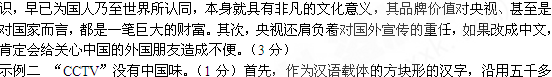 识，早已为国人乃至世界所认同，本身就具有非凡的文化意义，其品牌价值对央视、甚至是
对国家而言，都是一笔巨大的财富。其次，央视还肩负着对国外宣传的重任，如果改成中文，
肯定会给关心中国的外国朋友造成不便。（3 分）
示例二 “CCTV”没有中国味。（1 分）首先，作为汉语载体的方块形的汉字，沿用五千多